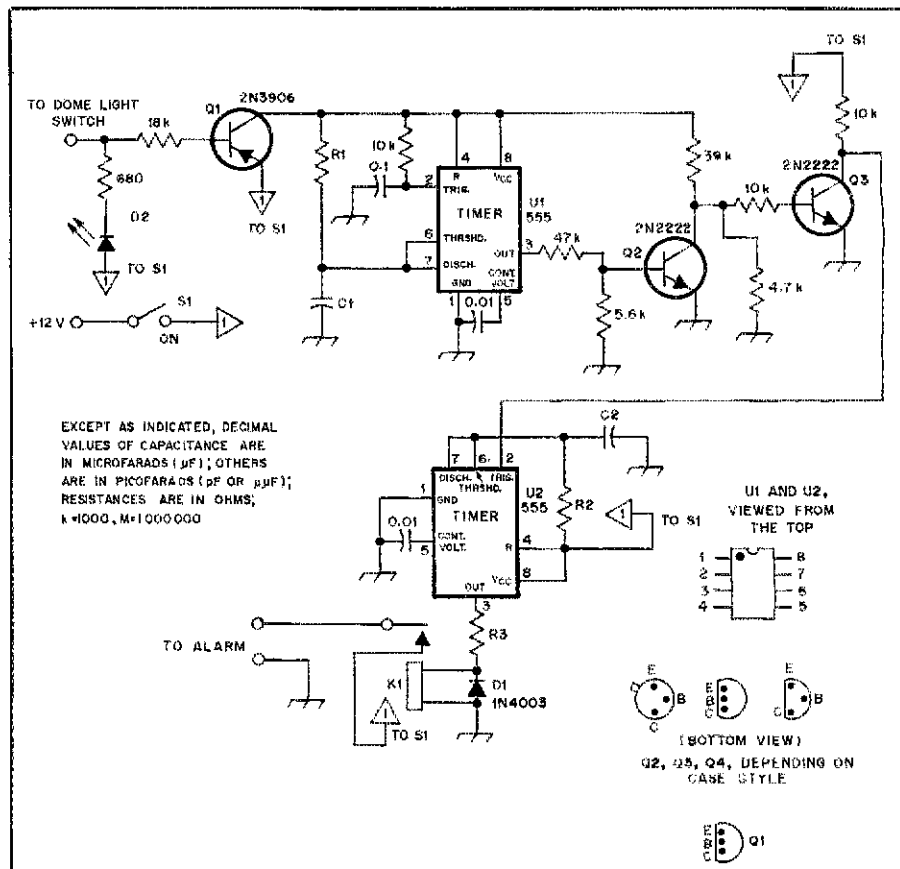 TO S1
Q1
2N3906
TO DOME LIGHT
SWITCH
18k
10k
R1
10k
0.1
4
8
R
VCC
2
TRIG.
TIMER
U1
555
39k
2N2222
Q3
10k
680
D2
TO S1
6
THRSHD.
7
DISCH.
OUT
3
47k
2N2222
Q2
CONT.
VOLT
GND
1
0.01
5
TO S1
1
C1
5.6k
4.7k
S1
+12V
ON
1
EXCEPT AS INDICATED, DECIMAL
VALUES OF CAPACITANCE ARE
IN MICROFARADS (µF); OTHERS
ARE IN PICOFARADS (pF OR µµF);
RESISTANCES ARE IN OHMS;
k=1000, M=1000000
C2
7
6
2
DISCH.
TRIG.
THRSHD.
U2
555
1
GND
TIMER
R2
1
TO S1
0.01
CONT.
VOLT.
5
R
4
VCC
8
OUT
3
U1 AND U2,
VIEWED FROM
THE TOP
1 8
2 7
3 6
4 5
R3
TO ALARM
K1
D1
1N4003
1
TO S1
E
B
C
E
B
C
E
B
C
(BOTTOM VIEW)
Q2, Q3, Q4, DEPENDING ON
CASE STYLE
E
B
C
Q1